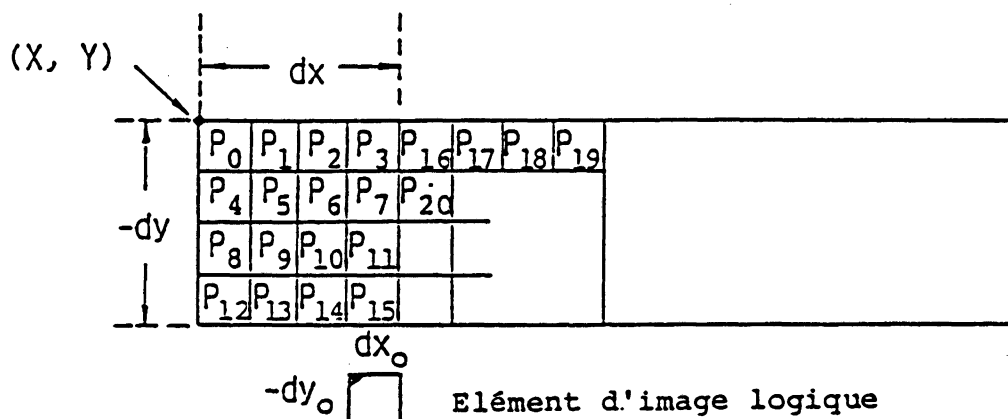 (X, Y)
dx
P0 P1 P2 P3 P16 P17 P18 P19
P4 P5 P6 P7 P20
-dy
P8 P9 P10 P11
P12 P13 P14 P15
dxo
-dyo
Elément d'image logique